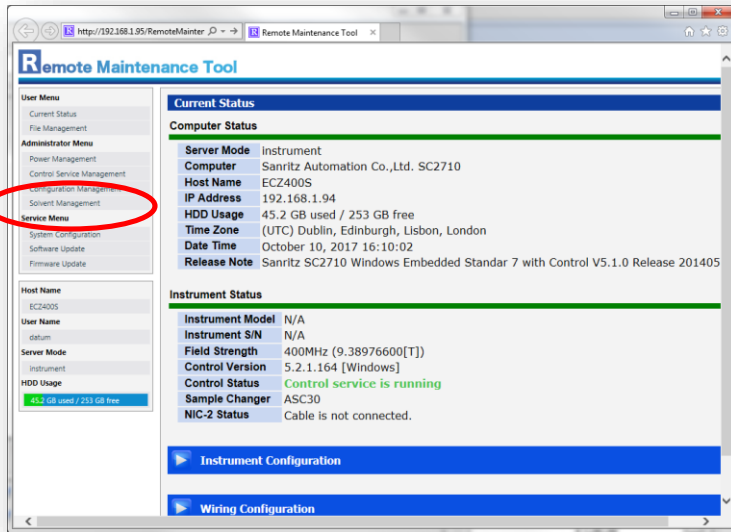 http://192.168.1.95/RemoteMainter
Remote Maintenance Tool
Remote Maintenance Tool
User Menu
Current Status
File Management
Administrator Menu
Power Management
Control Service Management
Configuration Management
Solvent Management
Service Menu
System Configuration
Software Update
Firmware Update
Host Name
ECZ400S
User Name
datum
Server Mode
instrument
HDD Usage
45.2 GB used / 253 GB free
Current Status
Computer Status
Server Mode instrument
Computer Sanritz Automation Co.,Ltd. SC2710
Host Name ECZ400S
IP Address 192.168.1.94
HDD Usage 45.2 GB used / 253 GB free
Time Zone (UTC) Dublin, Edinburgh, Lisbon, London
Date Time October 10, 2017 16:10:02
Release Note Sanritz SC2710 Windows Embedded Standar 7 with Control V5.1.0 Release 201405
Instrument Status
Instrument Model N/A
Instrument S/N N/A
Field Strength 400MHz (9.38976600[T])
Control Version 5.2.1.164 [Windows]
Control Status Control service is running
Sample Changer ASC30
NIC-2 Status Cable is not connected.
Instrument Configuration
Wiring Configuration